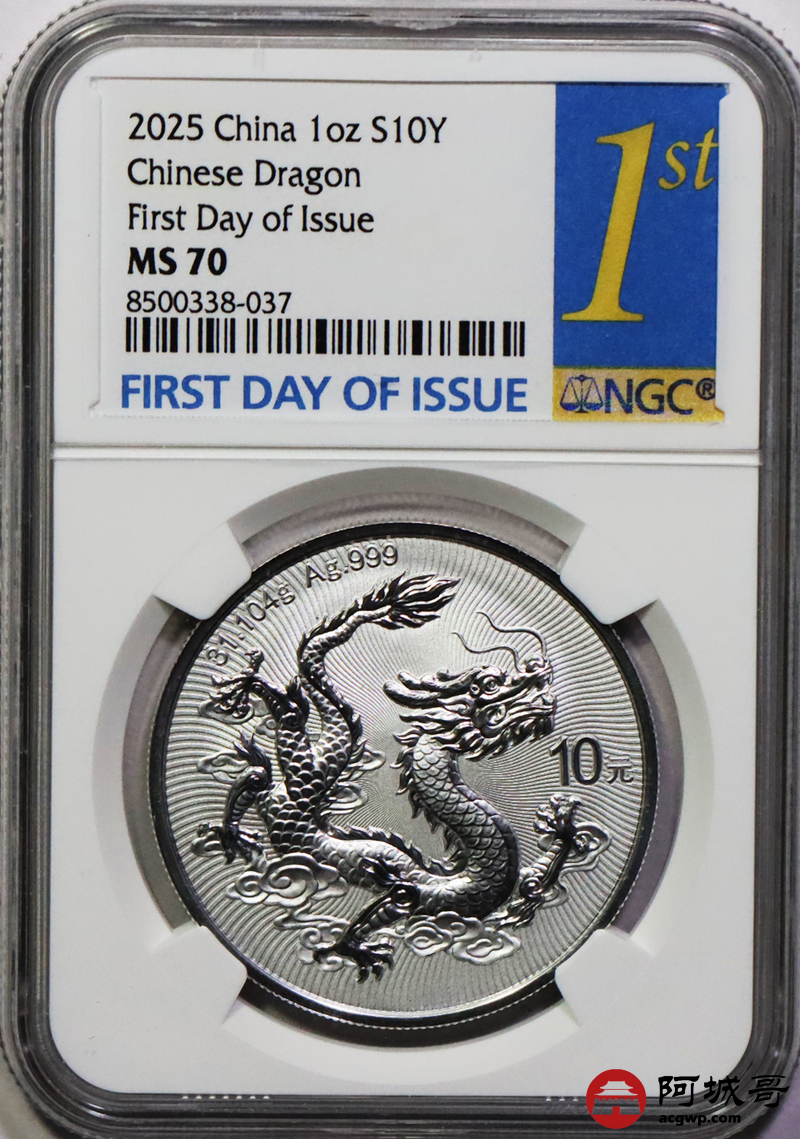 2025 China 1oz S10Y
Chinese Dragon
First Day of Issue
MS 70
8500338-037
FIRST DAY OF ISSUE
1st
NGC®
31.104g Ag.999
10元
阿城哥
acgwp.com